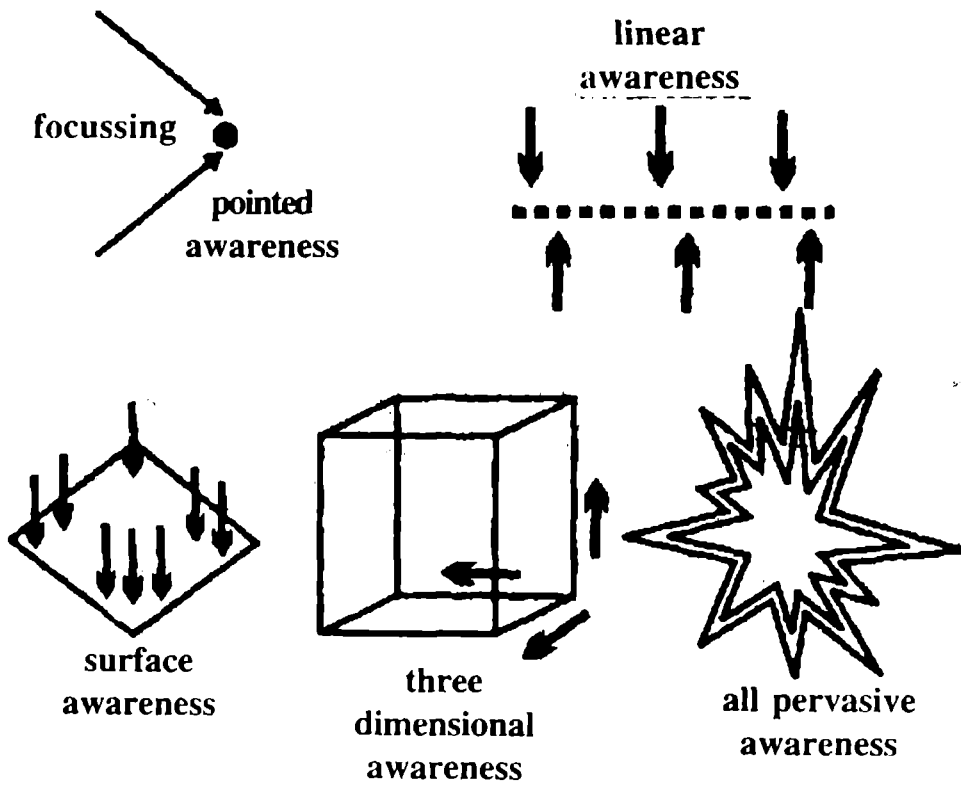 focussing
pointed
awareness
linear
awareness
surface
awareness
three
dimensional
awareness
all pervasive
awareness